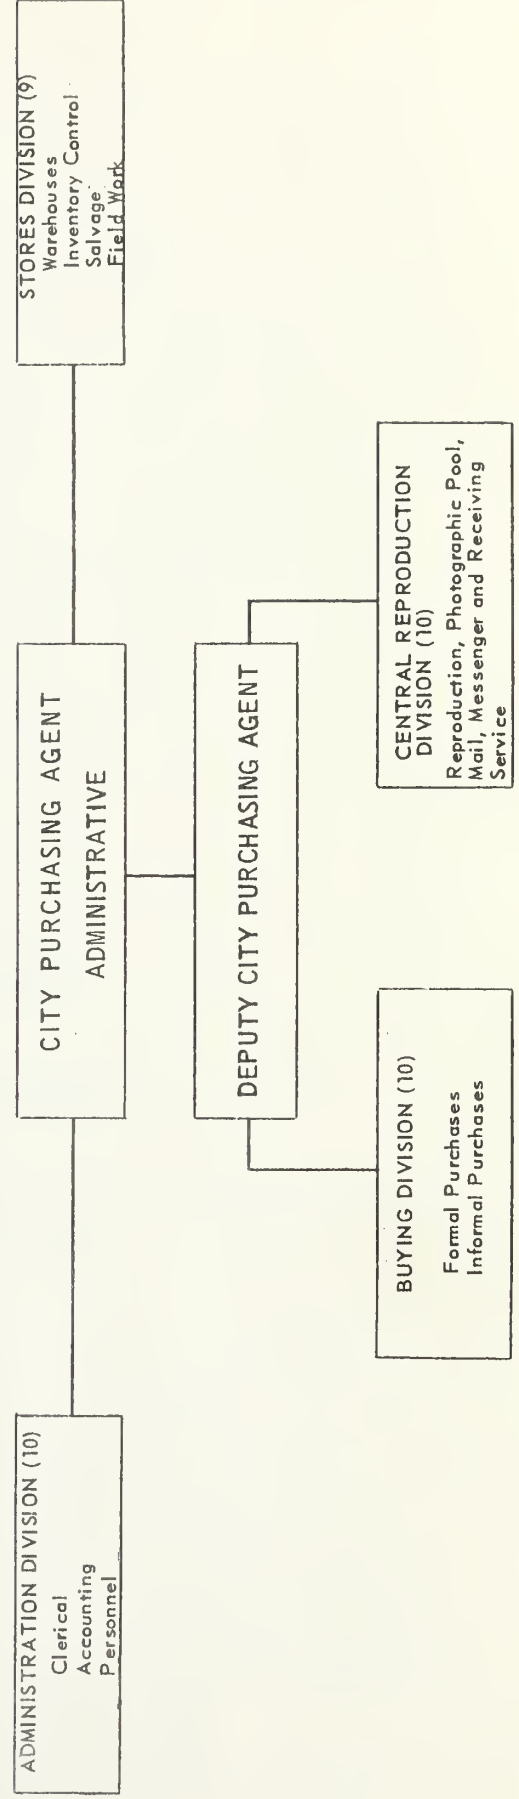 CITY PURCHASING AGENT
ADMINISTRATIVE
ADMINISTRATION DIVISION (10)
Clerical
Accounting
Personnel
STORES DIVISION (9)
Warehouses
Inventory Control
Salvage
Field Work
DEPUTY CITY PURCHASING AGENT
BUYING DIVISION (10)
Formal Purchases
Informal Purchases
CENTRAL REPRODUCTION
DIVISION (10)
Reproduction, Photographic Pool,
Mail, Messenger and Receiving
Service